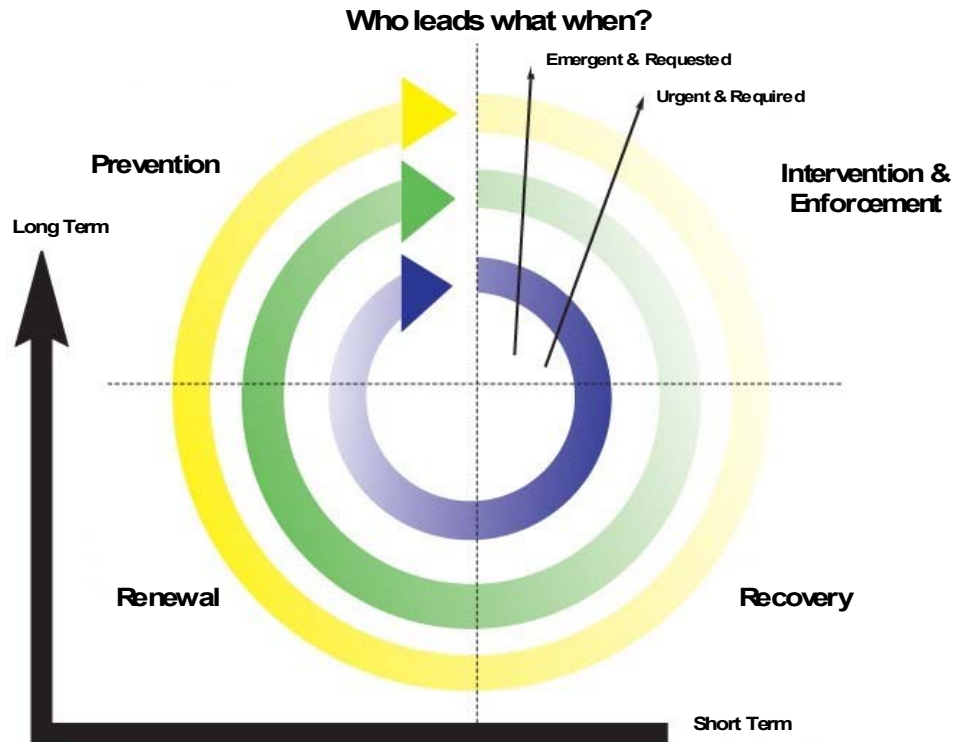 Who leads what when?
Emergent & Requested
Urgent & Required
Prevention
Intervention &
Enforcement
Long Term
Renewal
Recovery
Short Term